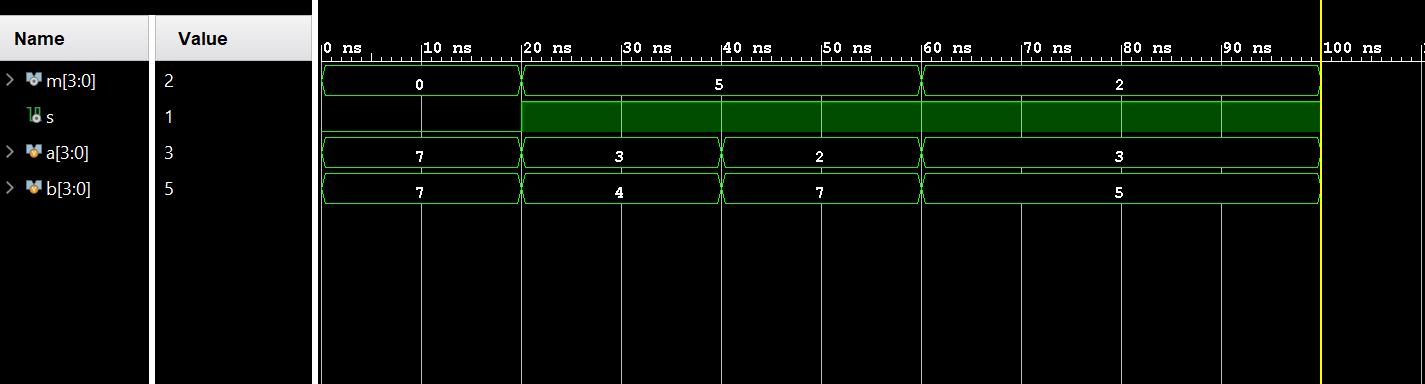 Name Value
0 ns 10 ns 20 ns 30 ns 40 ns 50 ns 60 ns 70 ns 80 ns 90 ns 100 ns
m[3:0] 2 0 5 2
s 1
a[3:0] 3 7 3 2 3
b[3:0] 5 7 4 7 5